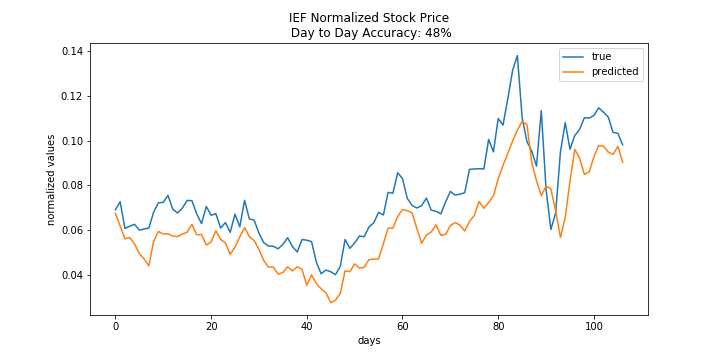 IEF Normalized Stock Price
Day to Day Accuracy: 48%
true
predicted
normalized values
0.14
0.12
0.10
0.08
0.06
0.04
0
20
40
60
80
100
days